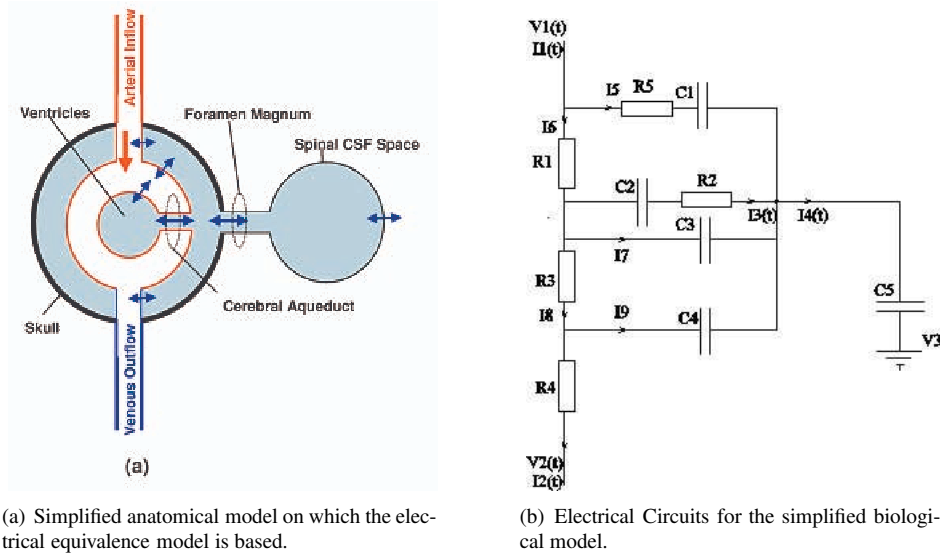 Arterial Inflow
Ventricles
Foramen Magnum
Spinal CSF Space
Skull
Cerebral Aqueduct
Venous Outflow
(a)
V1(t)
I1(t)
I5 R5 C1
I6
R1
C2 R2
I3(t) I4(t)
C3
I7
R3
C5
I8 I9 C4
V3
R4
V2(t)
I2(t)
(a) Simplified anatomical model on which the elec-
trical equivalence model is based.
(b) Electrical Circuits for the simplified biologi-
cal model.